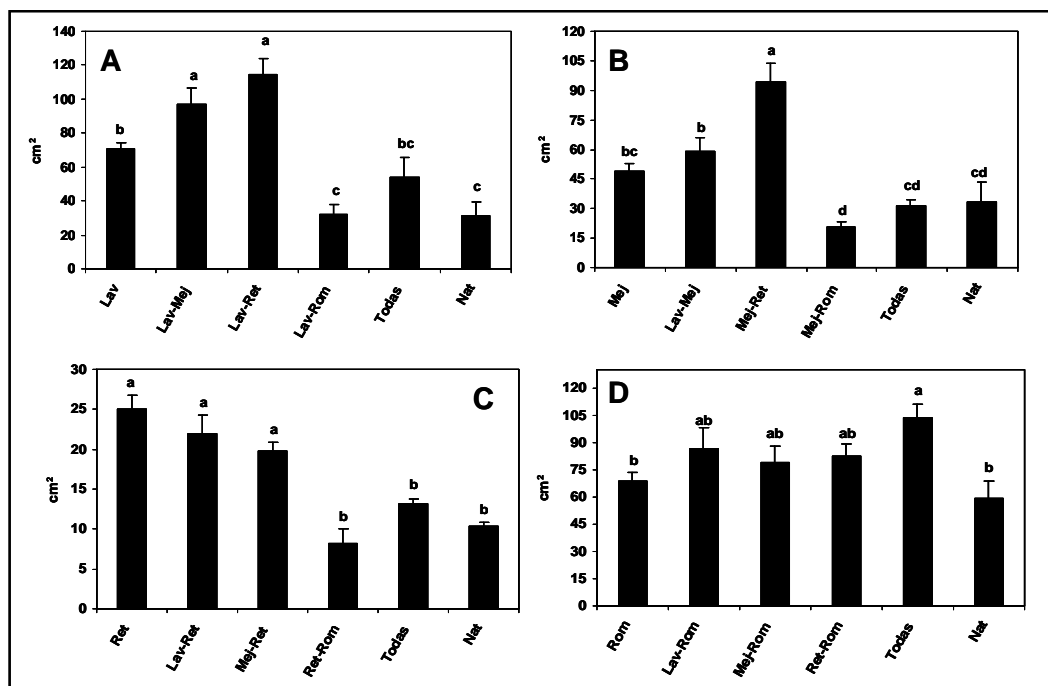 A
cm²
140
120
100
80
60
40
20
0
b
a
a
c
bc
c
Lav
Lav-Mej
Lav-Ret
Lav-Rom
Todas
Nat
B
cm²
120
105
90
75
60
45
30
15
0
bc
b
a
d
cd
cd
Mej
Lav-Mej
Mej-Ret
Mej-Rom
Todas
Nat
C
cm²
30
25
20
15
10
5
0
a
a
a
b
b
b
Ret
Lav-Ret
Mej-Ret
Ret-Rom
Todas
Nat
D
cm²
120
105
90
75
60
45
30
15
0
b
ab
ab
ab
a
b
Rom
Lav-Rom
Mej-Rom
Ret-Rom
Todas
Nat